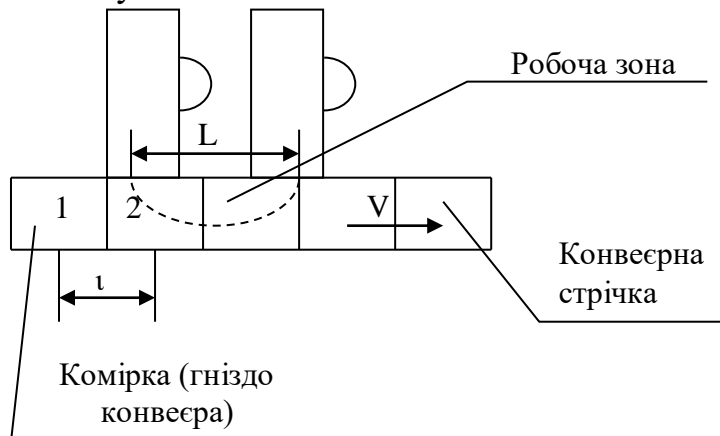 Робоча зона
L
1
2
V
ι
Конвеєрна
стрічка
Комірка (гніздо
конвеєра)